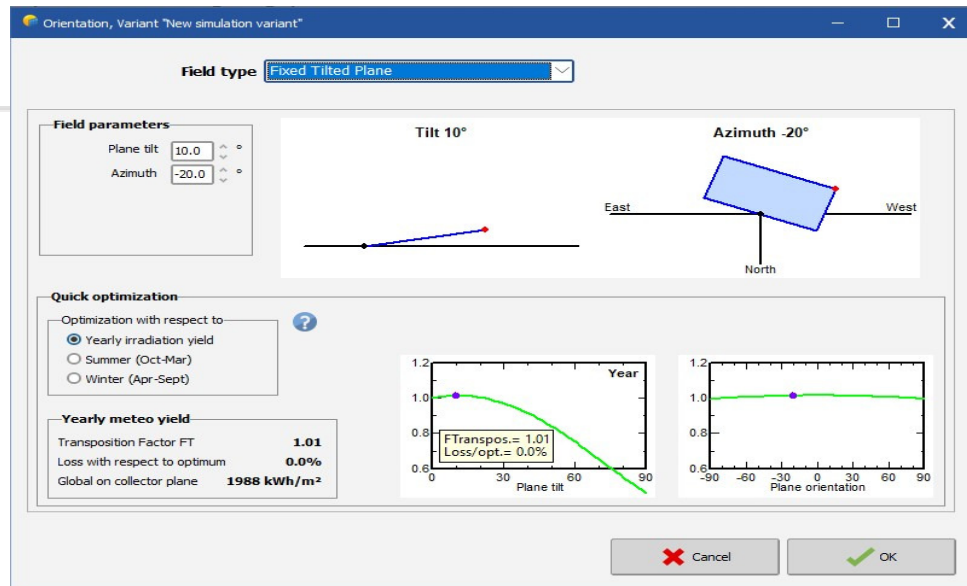 Orientation, Variant "New simulation variant"
Field type Fixed Tilted Plane
Field parameters
Plane tilt 10.0 °
Azimuth -20.0 °
Tilt 10°
Azimuth -20°
East
West
North
Quick optimization
Optimization with respect to
Yearly irradiation yield
Summer (Oct-Mar)
Winter (Apr-Sept)
?
Yearly meteo yield
Transposition Factor FT 1.01
Loss with respect to optimum 0.0%
Global on collector plane 1988 kWh/m²
Year
1.2
1.0
0.8
0.6
FTranspos.= 1.01
Loss/opt.= 0.0%
0 30 60 90
Plane tilt
1.2
1.0
0.8
0.6
-90 -60 -30 0 30 60 90
Plane orientation
Cancel
OK